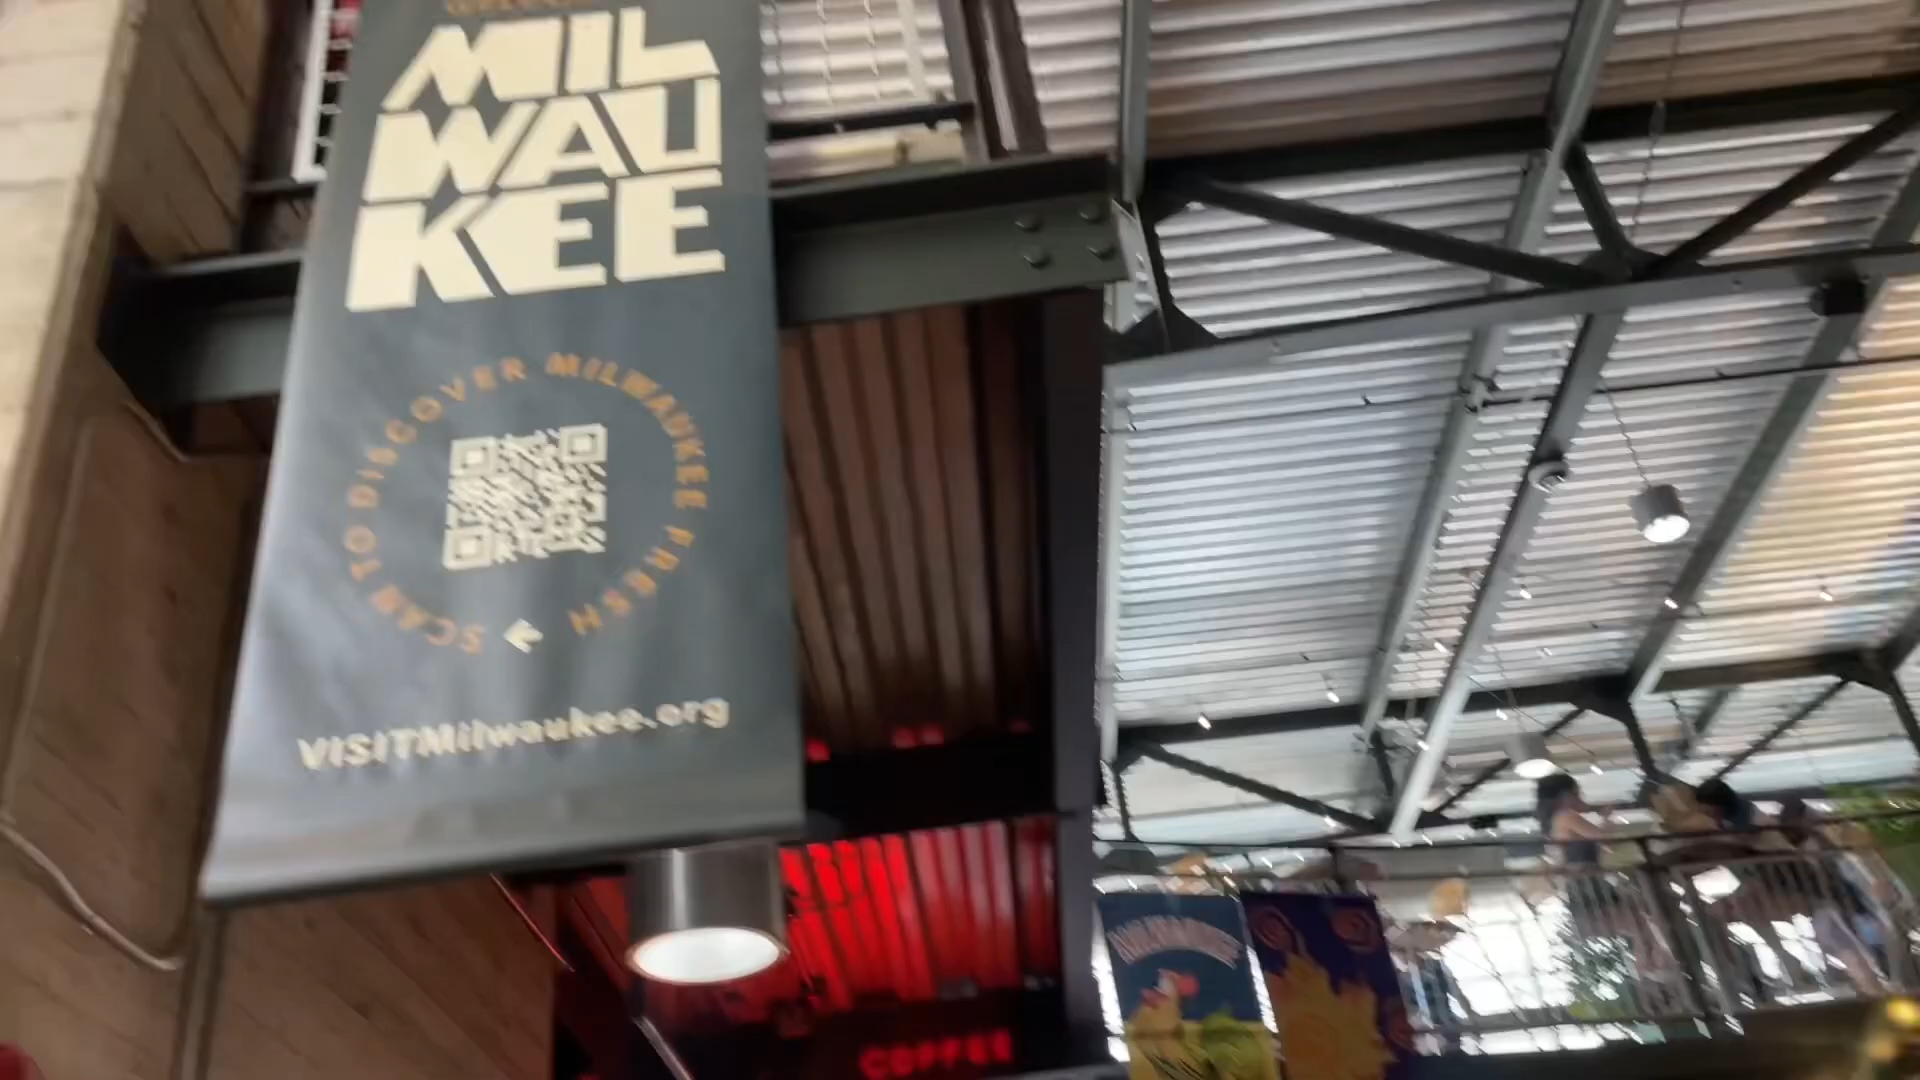 MIL
WAU
KEE
SCAN TO DISCOVER MILWAUKEE FRESH
VISITMilwaukee.org
COFFEE